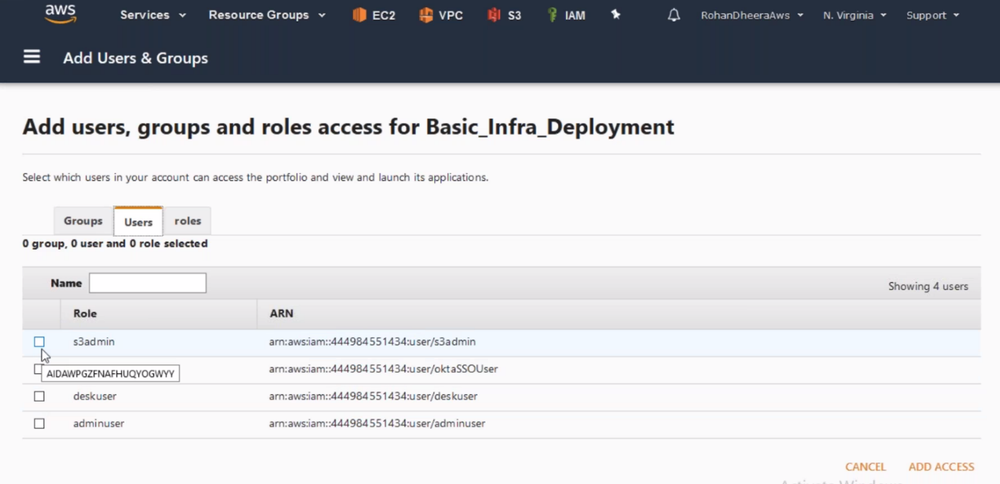 aws Services Resource Groups EC2 VPC S3 IAM RohanDheeraAws N. Virginia Support
Add Users & Groups
Add users, groups and roles access for Basic_Infra_Deployment
Select which users in your account can access the portfolio and view and launch its applications.
Groups Users roles
0 group, 0 user and 0 role selected
Name Showing 4 users
Role ARN
s3admin arn:aws:iam::444984551434:user/s3admin
AIDAWPGZFNAFHUQYOGWYY arn:aws:iam::444984551434:user/oktaSSOUser
deskuser arn:aws:iam::444984551434:user/deskuser
adminuser arn:aws:iam::444984551434:user/adminuser
CANCEL ADD ACCESS
Activate Windows